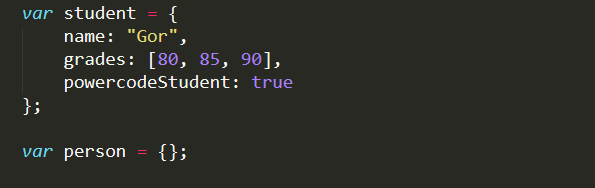 var student = {
    name: "Gor",
    grades: [80, 85, 90],
    powercodeStudent: true
};
var person = {};